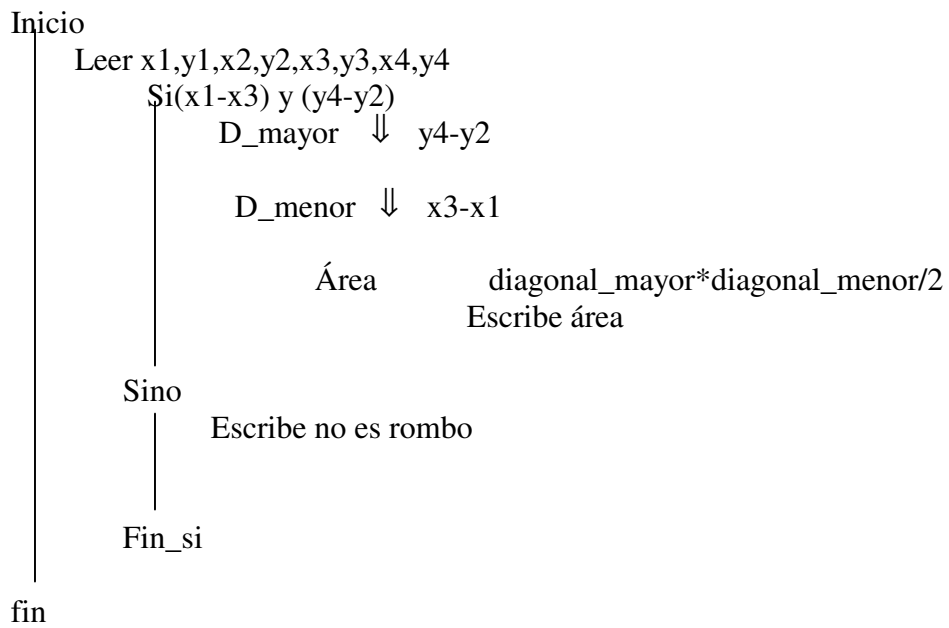 Inicio
Leer x1,y1,x2,y2,x3,y3,x4,y4
Si(x1-x3) y (y4-y2)
D_mayor ⇓ y4-y2
D_menor ⇓ x3-x1
Área diagonal_mayor*diagonal_menor/2
Escribe área
Sino
Escribe no es rombo
Fin_si
fin